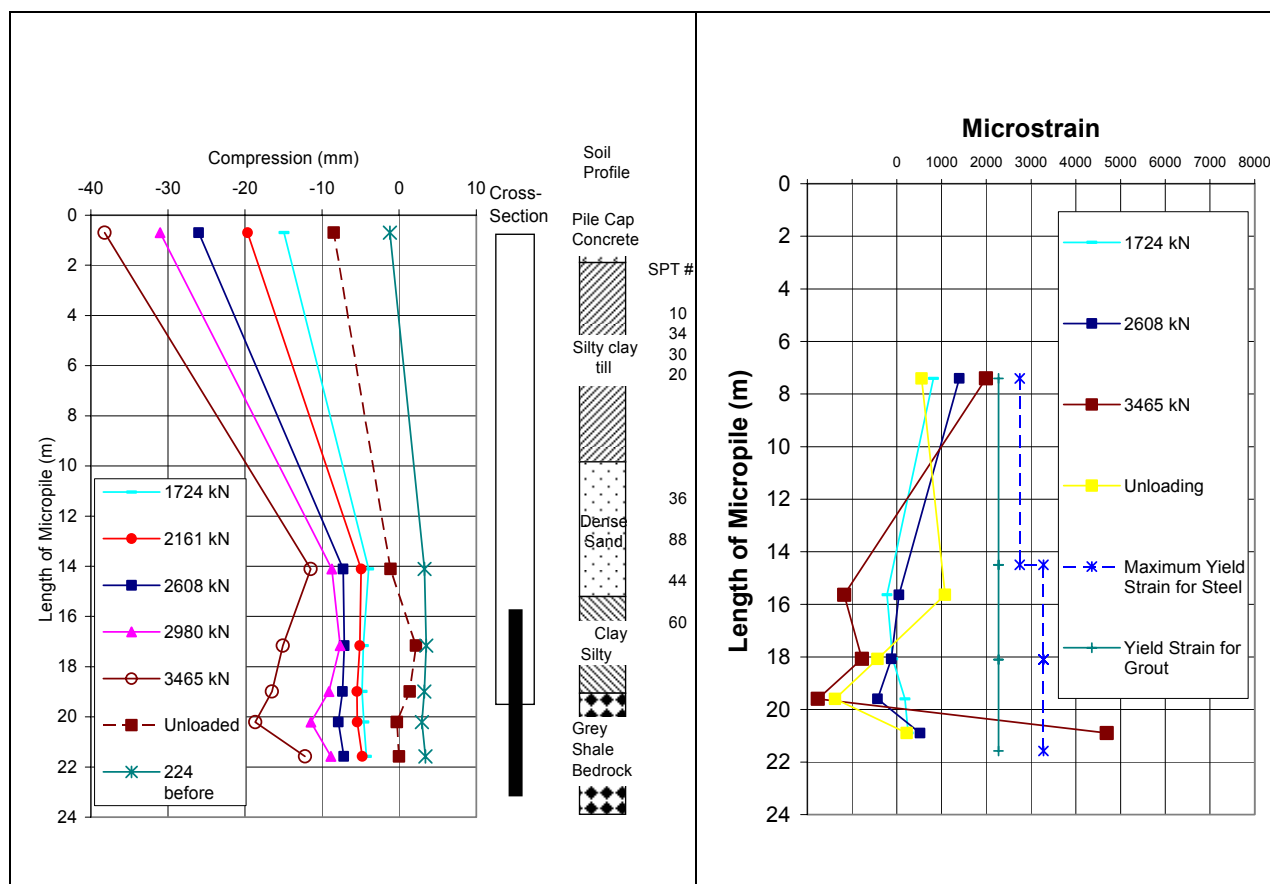 Compression (mm)
-40 -30 -20 -10 0 10
Length of Micropile (m)
0
2
4
6
8
10
12
14
16
18
20
22
24
1724 kN
2161 kN
2608 kN
2980 kN
3465 kN
Unloaded
224
before
Cross-
Section
Soil
Profile
Pile Cap
Concrete
Silty clay
till
Dense
Sand
Clay
Silty
Grey
Shale
Bedrock
SPT #
10
34
30
20
36
88
44
60
Microstrain
0 1000 2000 3000 4000 5000 6000 7000 8000
Length of Micropile (m)
0
2
4
6
8
10
12
14
16
18
20
22
24
1724 kN
2608 kN
3465 kN
Unloading
Maximum Yield
Strain for Steel
Yield Strain for
Grout